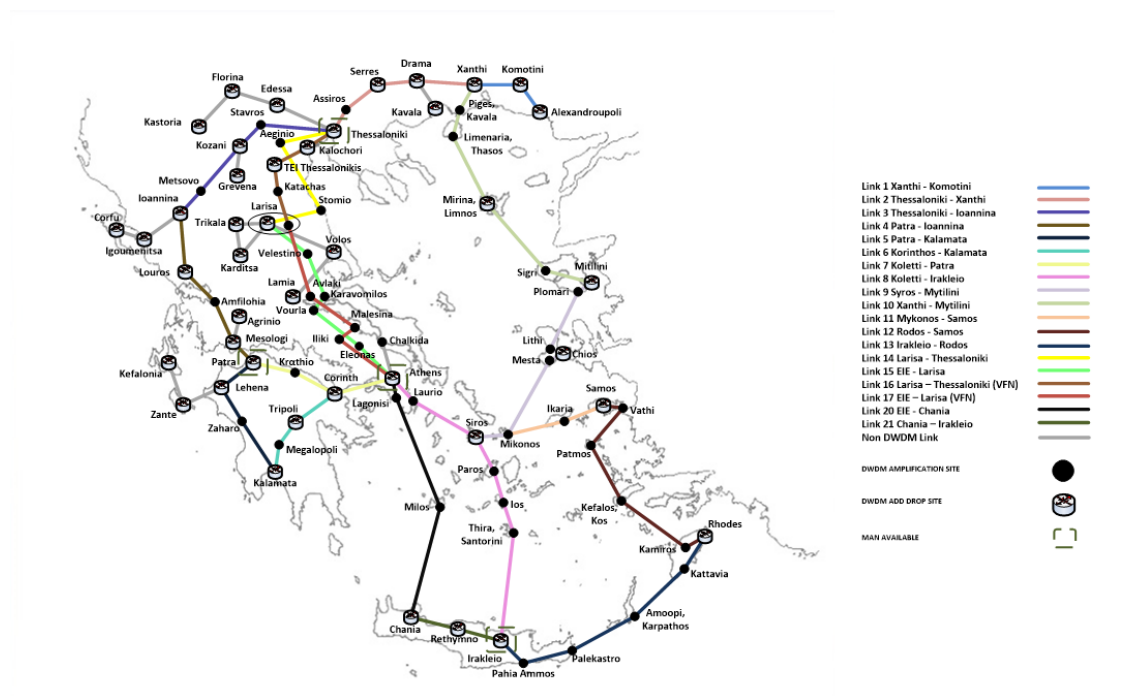 Florina
Edessa
Kastoria
Stavros
Aeginio
Kozani
Grevena
Metsovo
Ioannina
Corfu
Igoumenitsa
Louros
Amfilohia
Agrinio
Mesologi
Patra
Kefalonia
Zante
Lehena
Zaharo
Kalamata
Megalopoli
Tripoli
Krαthio
Corinth
Assiros
Serres
Drama
Xanthi
Komotini
Kavala
Piges,
Kavala
Alexandroupoli
Thessaloniki
Kalochori
TEI Thessalonikis
Katachas
Limenaria,
Thasos
Stomio
Larisa
Trikala
Karditsa
Volos
Velestino
Lamia
Avlaki
Karavomilos
Vourla
Malesina
Iliki
Eleonas
Chalkida
Athens
Lagonisi
Laurio
Mirina,
Limnos
Sigri
Mitilini
Plomari
Lithi
Mesta
Chios
Samos
Vathi
Ikaria
Siros
Mikonos
Patmos
Paros
Ios
Thira,
Santorini
Milos
Kefalos,
Kos
Rhodes
Kamiros
Kattavia
Amoopi,
Karpathos
Chania
Rethymno
Irakleio
Pahia Ammos
Palekastro
Link 1 Xanthi - Komotini
Link 2 Thessaloniki - Xanthi
Link 3 Thessaloniki - Ioannina
Link 4 Patra - Ioannina
Link 5 Patra - Kalamata
Link 6 Korinthos - Kalamata
Link 7 Koletti - Patra
Link 8 Koletti - Irakleio
Link 9 Syros - Mytilini
Link 10 Xanthi - Mytilini
Link 11 Mykonos - Samos
Link 12 Rodos - Samos
Link 13 Irakleio - Rodos
Link 14 Larisa - Thessaloniki
Link 15 EIE - Larisa
Link 16 Larisa – Thessaloniki (VFN)
Link 17 EIE – Larisa (VFN)
Link 20 EIE - Chania
Link 21 Chania – Irakleio
Non DWDM Link
DWDM AMPLIFICATION SITE
DWDM ADD DROP SITE
MAN AVAILABLE